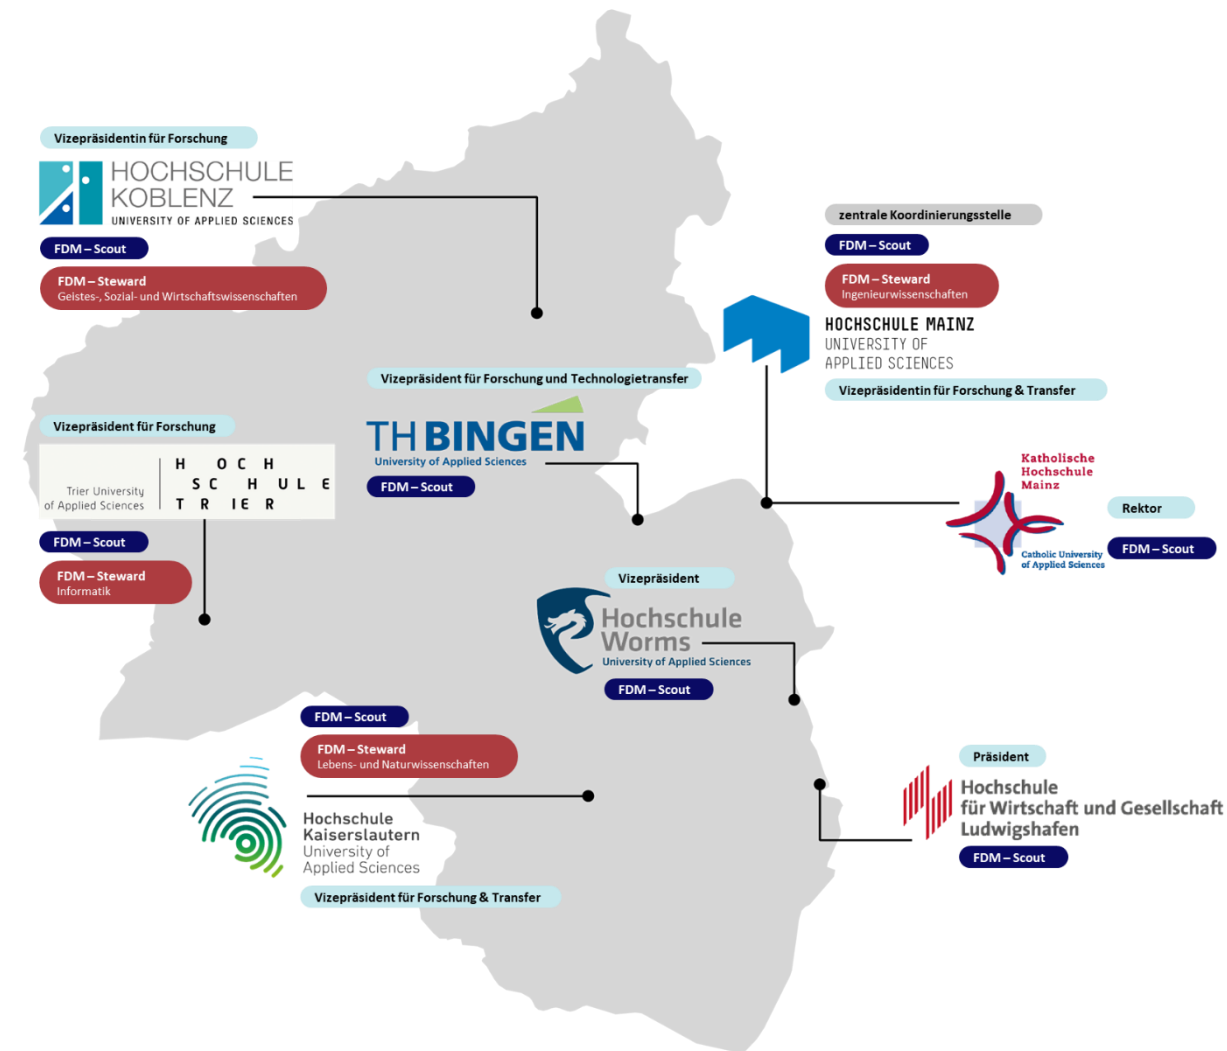 Vizepräsidentin für Forschung
HOCHSCHULE
KOBLENZ
UNIVERSITY OF APPLIED SCIENCES
FDM – Scout
FDM – Steward
Geistes-, Sozial- und Wirtschaftswissenschaften
zentrale Koordinierungsstelle
FDM – Scout
FDM – Steward
Ingenieurwissenschaften
HOCHSCHULE MAINZ
UNIVERSITY OF
APPLIED SCIENCES
Vizepräsidentin für Forschung & Transfer
Vizepräsident für Forschung und Technologietransfer
TH BINGEN
University of Applied Sciences
FDM – Scout
Vizepräsident für Forschung
Trier University
of Applied Sciences
HOCH
SCHULE
TRIER
FDM – Scout
FDM – Steward
Informatik
Katholische
Hochschule
Mainz
Catholic University
of Applied Sciences
Rektor
FDM – Scout
Vizepräsident
Hochschule
Worms
University of Applied Sciences
FDM – Scout
FDM – Scout
FDM – Steward
Lebens- und Naturwissenschaften
Hochschule
Kaiserslautern
University of
Applied Sciences
Vizepräsident für Forschung & Transfer
Präsident
Hochschule
für Wirtschaft und Gesellschaft
Ludwigshafen
FDM – Scout